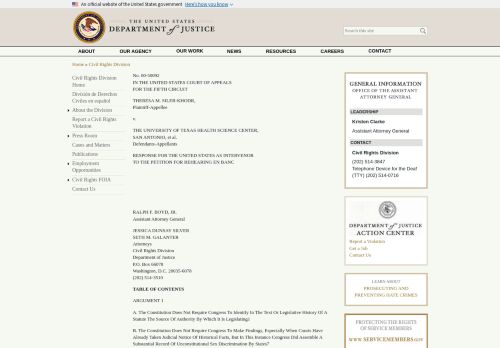 An official website of the United States government Here's how you know
THE UNITED STATES
DEPARTMENT of JUSTICE
Search this site
ABOUT
OUR AGENCY
OUR WORK
NEWS
RESOURCES
CAREERS
CONTACT
Home » Civil Rights Division
Civil Rights Division
Home
División de Derechos
Civiles en español
About the Division
Report a Civil Rights
Violation
Press Room
Cases and Matters
Publications
Employment
Opportunities
Civil Rights FOIA
Contact Us
No. 00-50092
IN THE UNITED STATES COURT OF APPEALS
FOR THE FIFTH CIRCUIT
THERESA M. SILER-KHODR,
Plaintiff-Appellee
v.
THE UNIVERSITY OF TEXAS HEALTH SCIENCE CENTER,
SAN ANTONIO, et al.
Defendants-Appellants
RESPONSE FOR THE UNITED STATES AS INTERVENOR
TO THE PETITION FOR REHEARING EN BANC
RALPH F. BOYD, JR.
Assistant Attorney General
JESSICA DUNSAY SILVER
SETH M. GALANTER
Attorneys
Civil Rights Division
Department of Justice
P.O. Box 66078
Washington, D.C. 20035-6078
(202) 514-3510
TABLE OF CONTENTS
ARGUMENT 1
A. The Constitution Does Not Require Congress To Identify In The Text Or Legislative History Of A
Statute The Source Of Authority By Which It Is Legislating1
B. The Constitution Does Not Require Congress To Make Findings, Especially When Courts Have
Already Taken Judicial Notice Of Historical Facts, But In This Instance Congress Did Assemble A
Substantial Record Of Unconstitutional Sex Discrimination By States7
GENERAL INFORMATION
OFFICE OF THE ASSISTANT
ATTORNEY GENERAL
LEADERSHIP
Kristen Clarke
Assistant Attorney General
CONTACT
Civil Rights Division
(202) 514-3847
Telephone Device for the Deaf
(TTY) (202) 514-0716
DEPARTMENT of JUSTICE
ACTION CENTER
Report a Violation
Get a Job
Contact Us
LEARN ABOUT
PROSECUTING AND
PREVENTING HATE CRIMES
PROTECTING THE RIGHTS
OF SERVICE MEMBERS
WWW.SERVICEMEMBERS.GOV